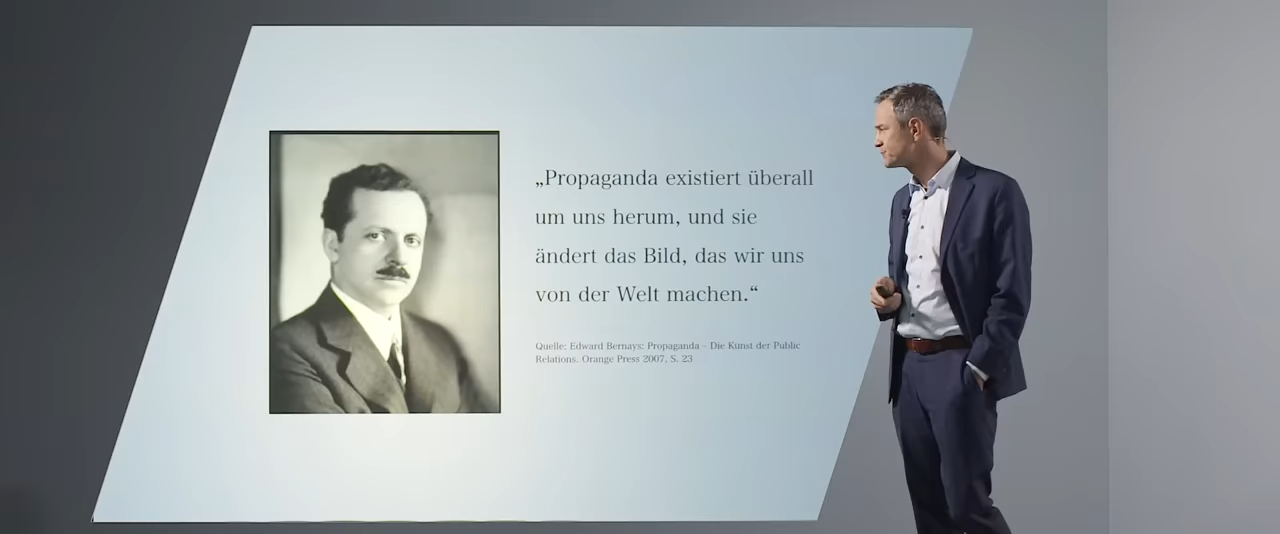 „Propaganda existiert überall
um uns herum, und sie
ändert das Bild, das wir uns
von der Welt machen.“
Quelle: Edward Bernays: Propaganda – Die Kunst der Public
Relations. Orange Press 2007, S. 23